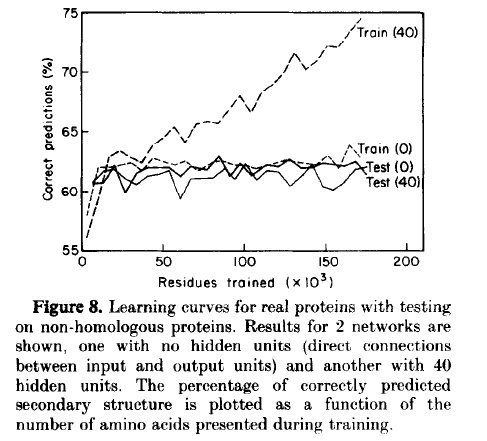 75
70
65
60
55
Correct predictions (%)
Train (40)
Train (0)
Test (0)
Test (40)
0
50
100
150
200
Residues trained (×10³)
Figure 8. Learning curves for real proteins with testing
on non-homologous proteins. Results for 2 networks are
shown, one with no hidden units (direct connections
between input and output units) and another with 40
hidden units. The percentage of correctly predicted
secondary structure is plotted as a function of the
number of amino acids presented during training.